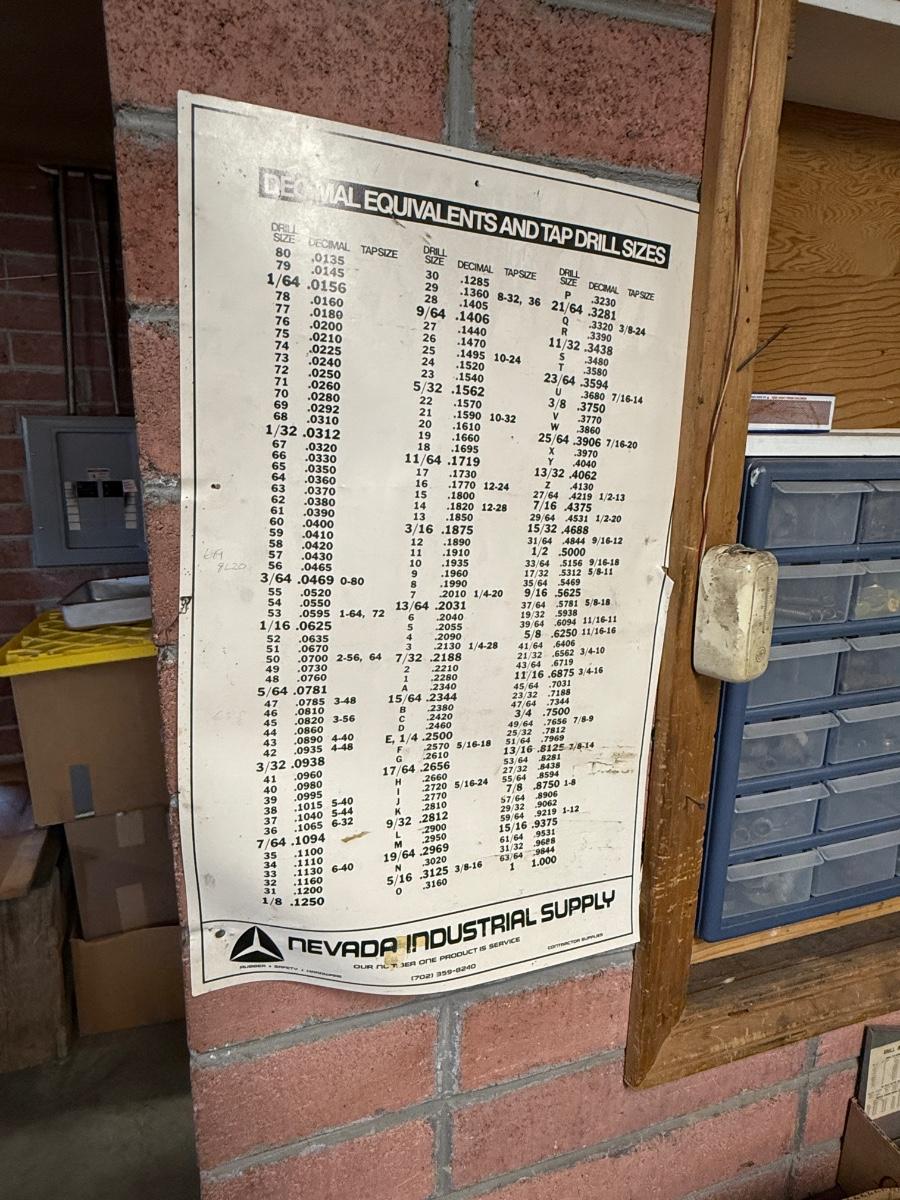 DECIMAL EQUIVALENTS AND TAP DRILL SIZES
DRILL SIZE DECIMAL TAP SIZE
80 .0135
79 .0145
1/64 .0156
78 .0160
77 .0180
76 .0200
75 .0210
74 .0225
73 .0240
72 .0250
71 .0260
70 .0280
69 .0292
68 .0310
1/32 .0312
67 .0320
66 .0330
65 .0350
64 .0360
63 .0370
62 .0380
61 .0390
60 .0400
59 .0410
58 .0420
57 .0430
56 .0465
3/64 .0469 0-80
55 .0520
54 .0550
53 .0595 1-64, 72
1/16 .0625
52 .0635
51 .0670
50 .0700 2-56, 64
49 .0730
48 .0760
5/64 .0781
47 .0785 3-48
46 .0810
45 .0820 3-56
44 .0860
43 .0890 4-40
42 .0935 4-48
3/32 .0938
41 .0960
40 .0980
39 .0995
38 .1015 5-40
37 .1040 5-44
36 .1065 6-32
7/64 .1094
35 .1100
34 .1110
33 .1130 6-40
32 .1160
31 .1200
1/8 .1250
DRILL SIZE DECIMAL TAP SIZE
30 .1285
29 .1360 8-32, 36
28 .1405
9/64 .1406
27 .1440
26 .1470
25 .1495 10-24
24 .1520
23 .1540
5/32 .1562
22 .1570
21 .1590 10-32
20 .1610
19 .1660
18 .1695
11/64 .1719
17 .1730
16 .1770 12-24
15 .1800
14 .1820 12-28
13 .1850
3/16 .1875
12 .1890
11 .1910
10 .1935
9 .1960
8 .1990
7 .2010 1/4-20
13/64 .2031
6 .2040
5 .2055
4 .2090
3 .2130 1/4-28
7/32 .2188
2 .2210
1 .2280
A .2340
15/64 .2344
B .2380
C .2420
D .2460
E, 1/4 .2500
F .2570 5/16-18
G .2610
17/64 .2656
H .2660
I .2720 5/16-24
J .2770
K .2810
9/32 .2812
L .2900
M .2950
19/64 .2969
N .3020
5/16 .3125 3/8-16
O .3160
DRILL SIZE DECIMAL TAP SIZE
P .3230
21/64 .3281
Q .3320 3/8-24
R .3390
11/32 .3438
S .3480
T .3580
23/64 .3594
U .3680 7/16-14
3/8 .3750
V .3770
W .3860
25/64 .3906 7/16-20
X .3970
Y .4040
13/32 .4062
Z .4130
27/64 .4219 1/2-13
7/16 .4375
29/64 .4531 1/2-20
15/32 .4688
31/64 .4844 9/16-12
1/2 .5000
33/64 .5156 9/16-18
17/32 .5312 5/8-11
35/64 .5469
9/16 .5625
37/64 .5781 5/8-18
19/32 .5938
39/64 .6094 11/16-11
5/8 .6250 11/16-16
41/64 .6406
21/32 .6562 3/4-10
43/64 .6719
11/16 .6875 3/4-16
45/64 .7031
23/32 .7188
47/64 .7344
3/4 .7500
49/64 .7656 7/8-9
25/32 .7812
51/64 .7969
13/16 .8125 7/8-14
53/64 .8281
27/32 .8438
55/64 .8594
7/8 .8750 1-8
57/64 .8906
29/32 .9062
59/64 .9219 1-12
15/16 .9375
61/64 .9531
31/32 .9688
63/64 .9844
1 1.000
NEVADA INDUSTRIAL SUPPLY
RUBBER • SAFETY • HARDWARE
OUR NUMBER ONE PRODUCT IS SERVICE
CONTRACTOR SUPPLIES
(702) 359-8240